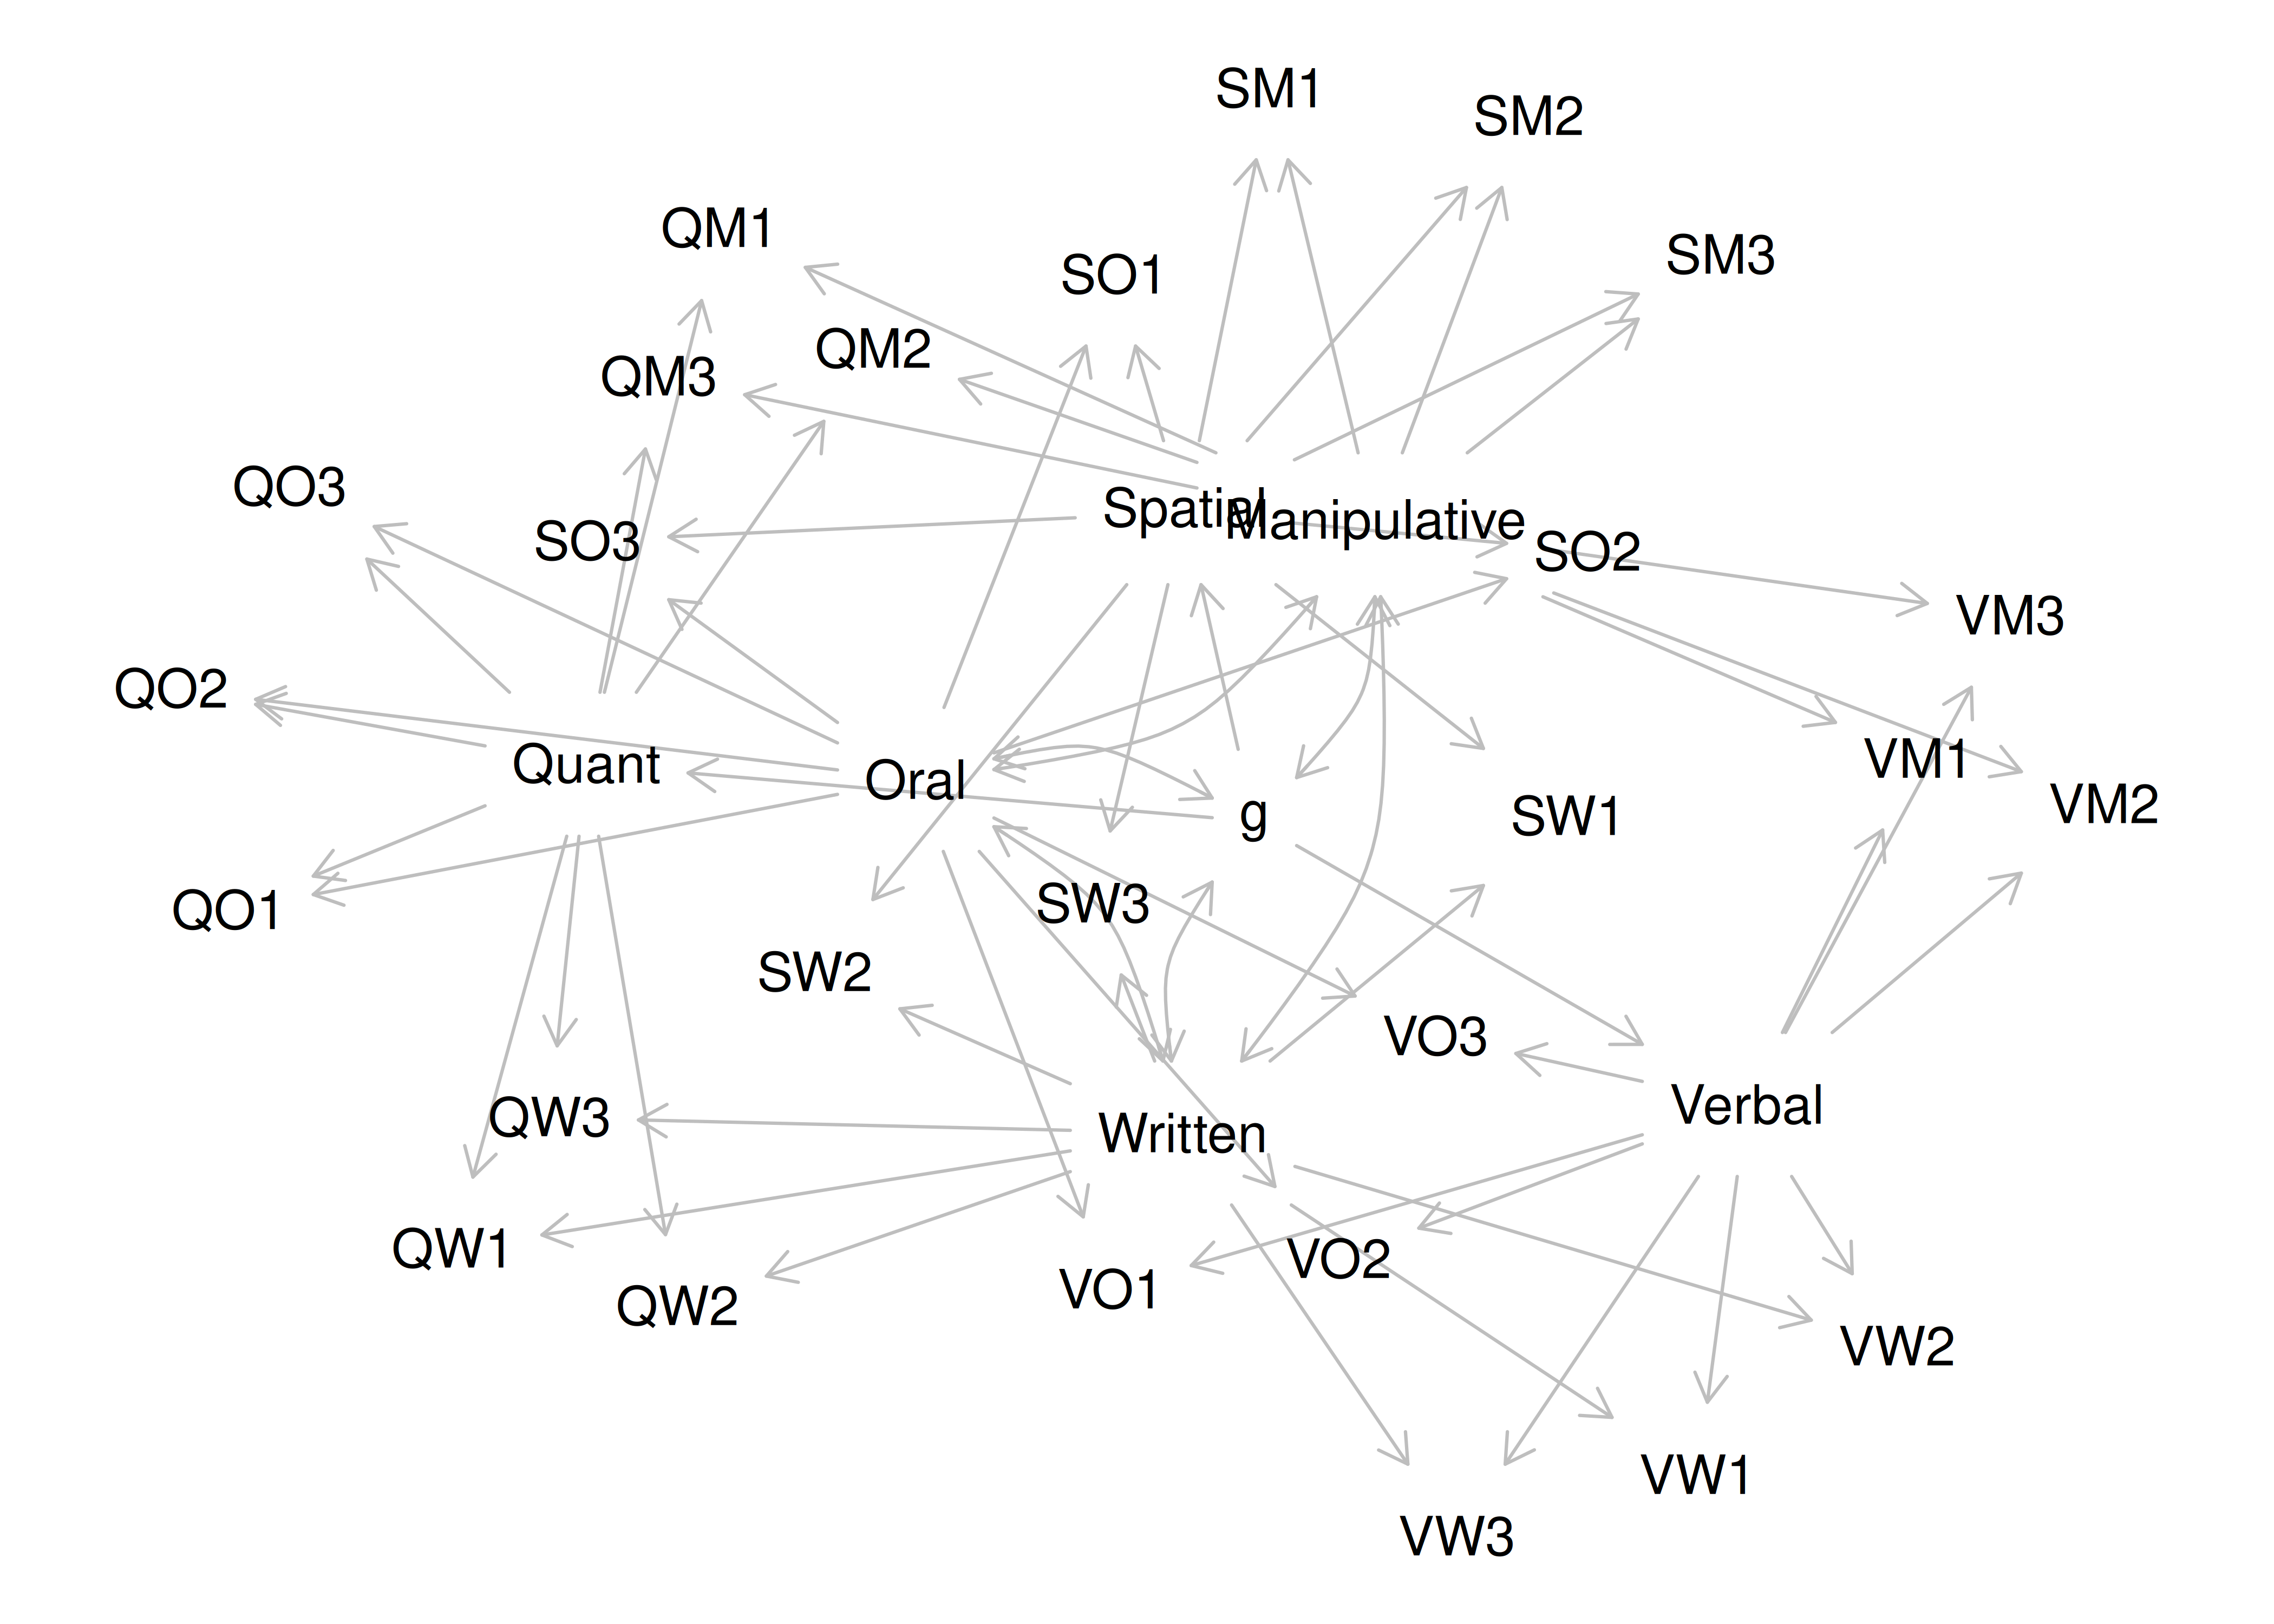 SM1
SM2
QM1
SM3
SO1
QM2
QM3
QO3
Spatial
Manipulative
SO3
SO2
VM3
QO2
Quant
VM1
Oral
VM2
g
SW1
SW3
QO1
SW2
VO3
Verbal
QW3
Written
QW1
VO2
VO1
QW2
VW2
VW1
VW3